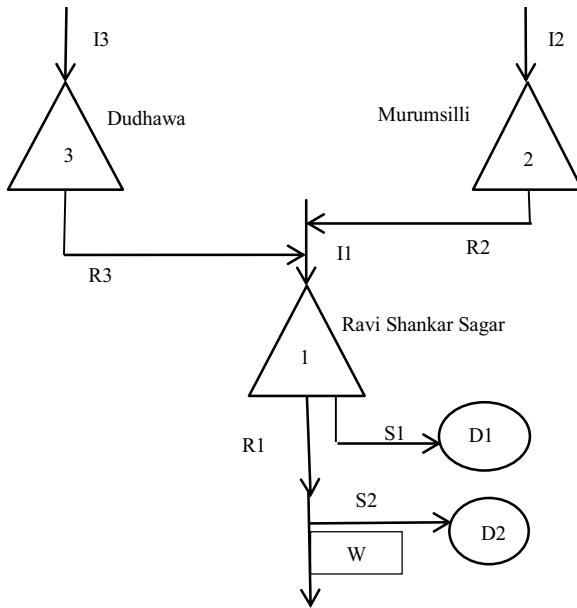 I3
I2
Dudhawa
Murumsilli
3
2
R3
I1
R2
Ravi Shankar Sagar
1
R1
S1
D1
S2
D2
W